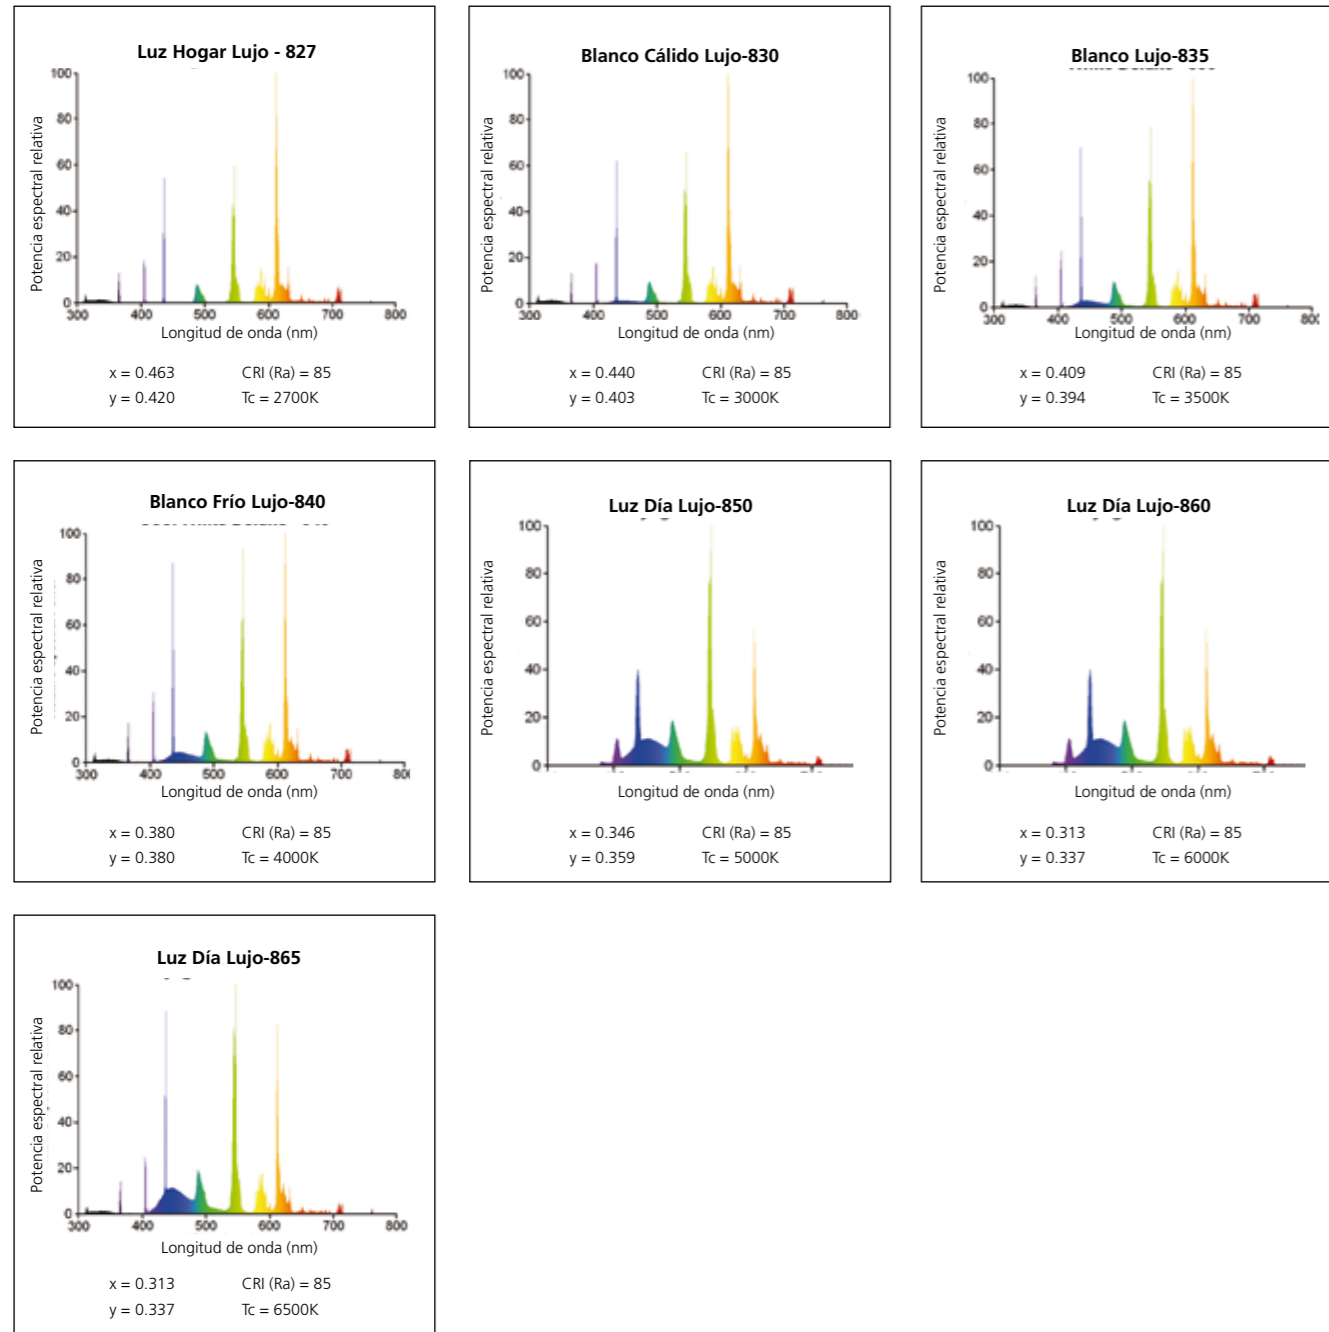 Luz Hogar Lujo - 827
100
80
60
40
20
0
300 400 500 600 700 800
Potencia espectral relativa
Longitud de onda (nm)
x = 0.463 CRI (Ra) = 85
y = 0.420 Tc = 2700K
Blanco Cálido Lujo-830
100
80
60
40
20
0
300 400 500 600 700 800
Potencia espectral relativa
Longitud de onda (nm)
x = 0.440 CRI (Ra) = 85
y = 0.403 Tc = 3000K
Blanco Lujo-835
100
80
60
40
20
0
300 400 500 600 700 800
Potencia espectral relativa
Longitud de onda (nm)
x = 0.409 CRI (Ra) = 85
y = 0.394 Tc = 3500K
Blanco Frío Lujo-840
100
80
60
40
20
0
300 400 500 600 700 800
Potencia espectral relativa
Longitud de onda (nm)
x = 0.380 CRI (Ra) = 85
y = 0.380 Tc = 4000K
Luz Día Lujo-850
100
80
60
40
20
0
Potencia espectral relativa
Longitud de onda (nm)
x = 0.346 CRI (Ra) = 85
y = 0.359 Tc = 5000K
Luz Día Lujo-860
100
80
60
40
20
0
Potencia espectral relativa
Longitud de onda (nm)
x = 0.313 CRI (Ra) = 85
y = 0.337 Tc = 6000K
Luz Día Lujo-865
100
80
60
40
20
0
300 400 500 600 700 800
Potencia espectral relativa
Longitud de onda (nm)
x = 0.313 CRI (Ra) = 85
y = 0.337 Tc = 6500K